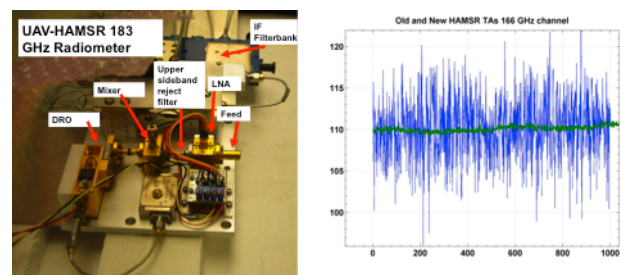 UAV-HAMSR 183
GHz Radiometer
IF
Filterbank
Upper
sideband
reject
filter
LNA
Mixer
Feed
DRO
Old and New HAMSR TAs 166 GHz channel
120
115
110
105
100
0
200
400
600
800
1000